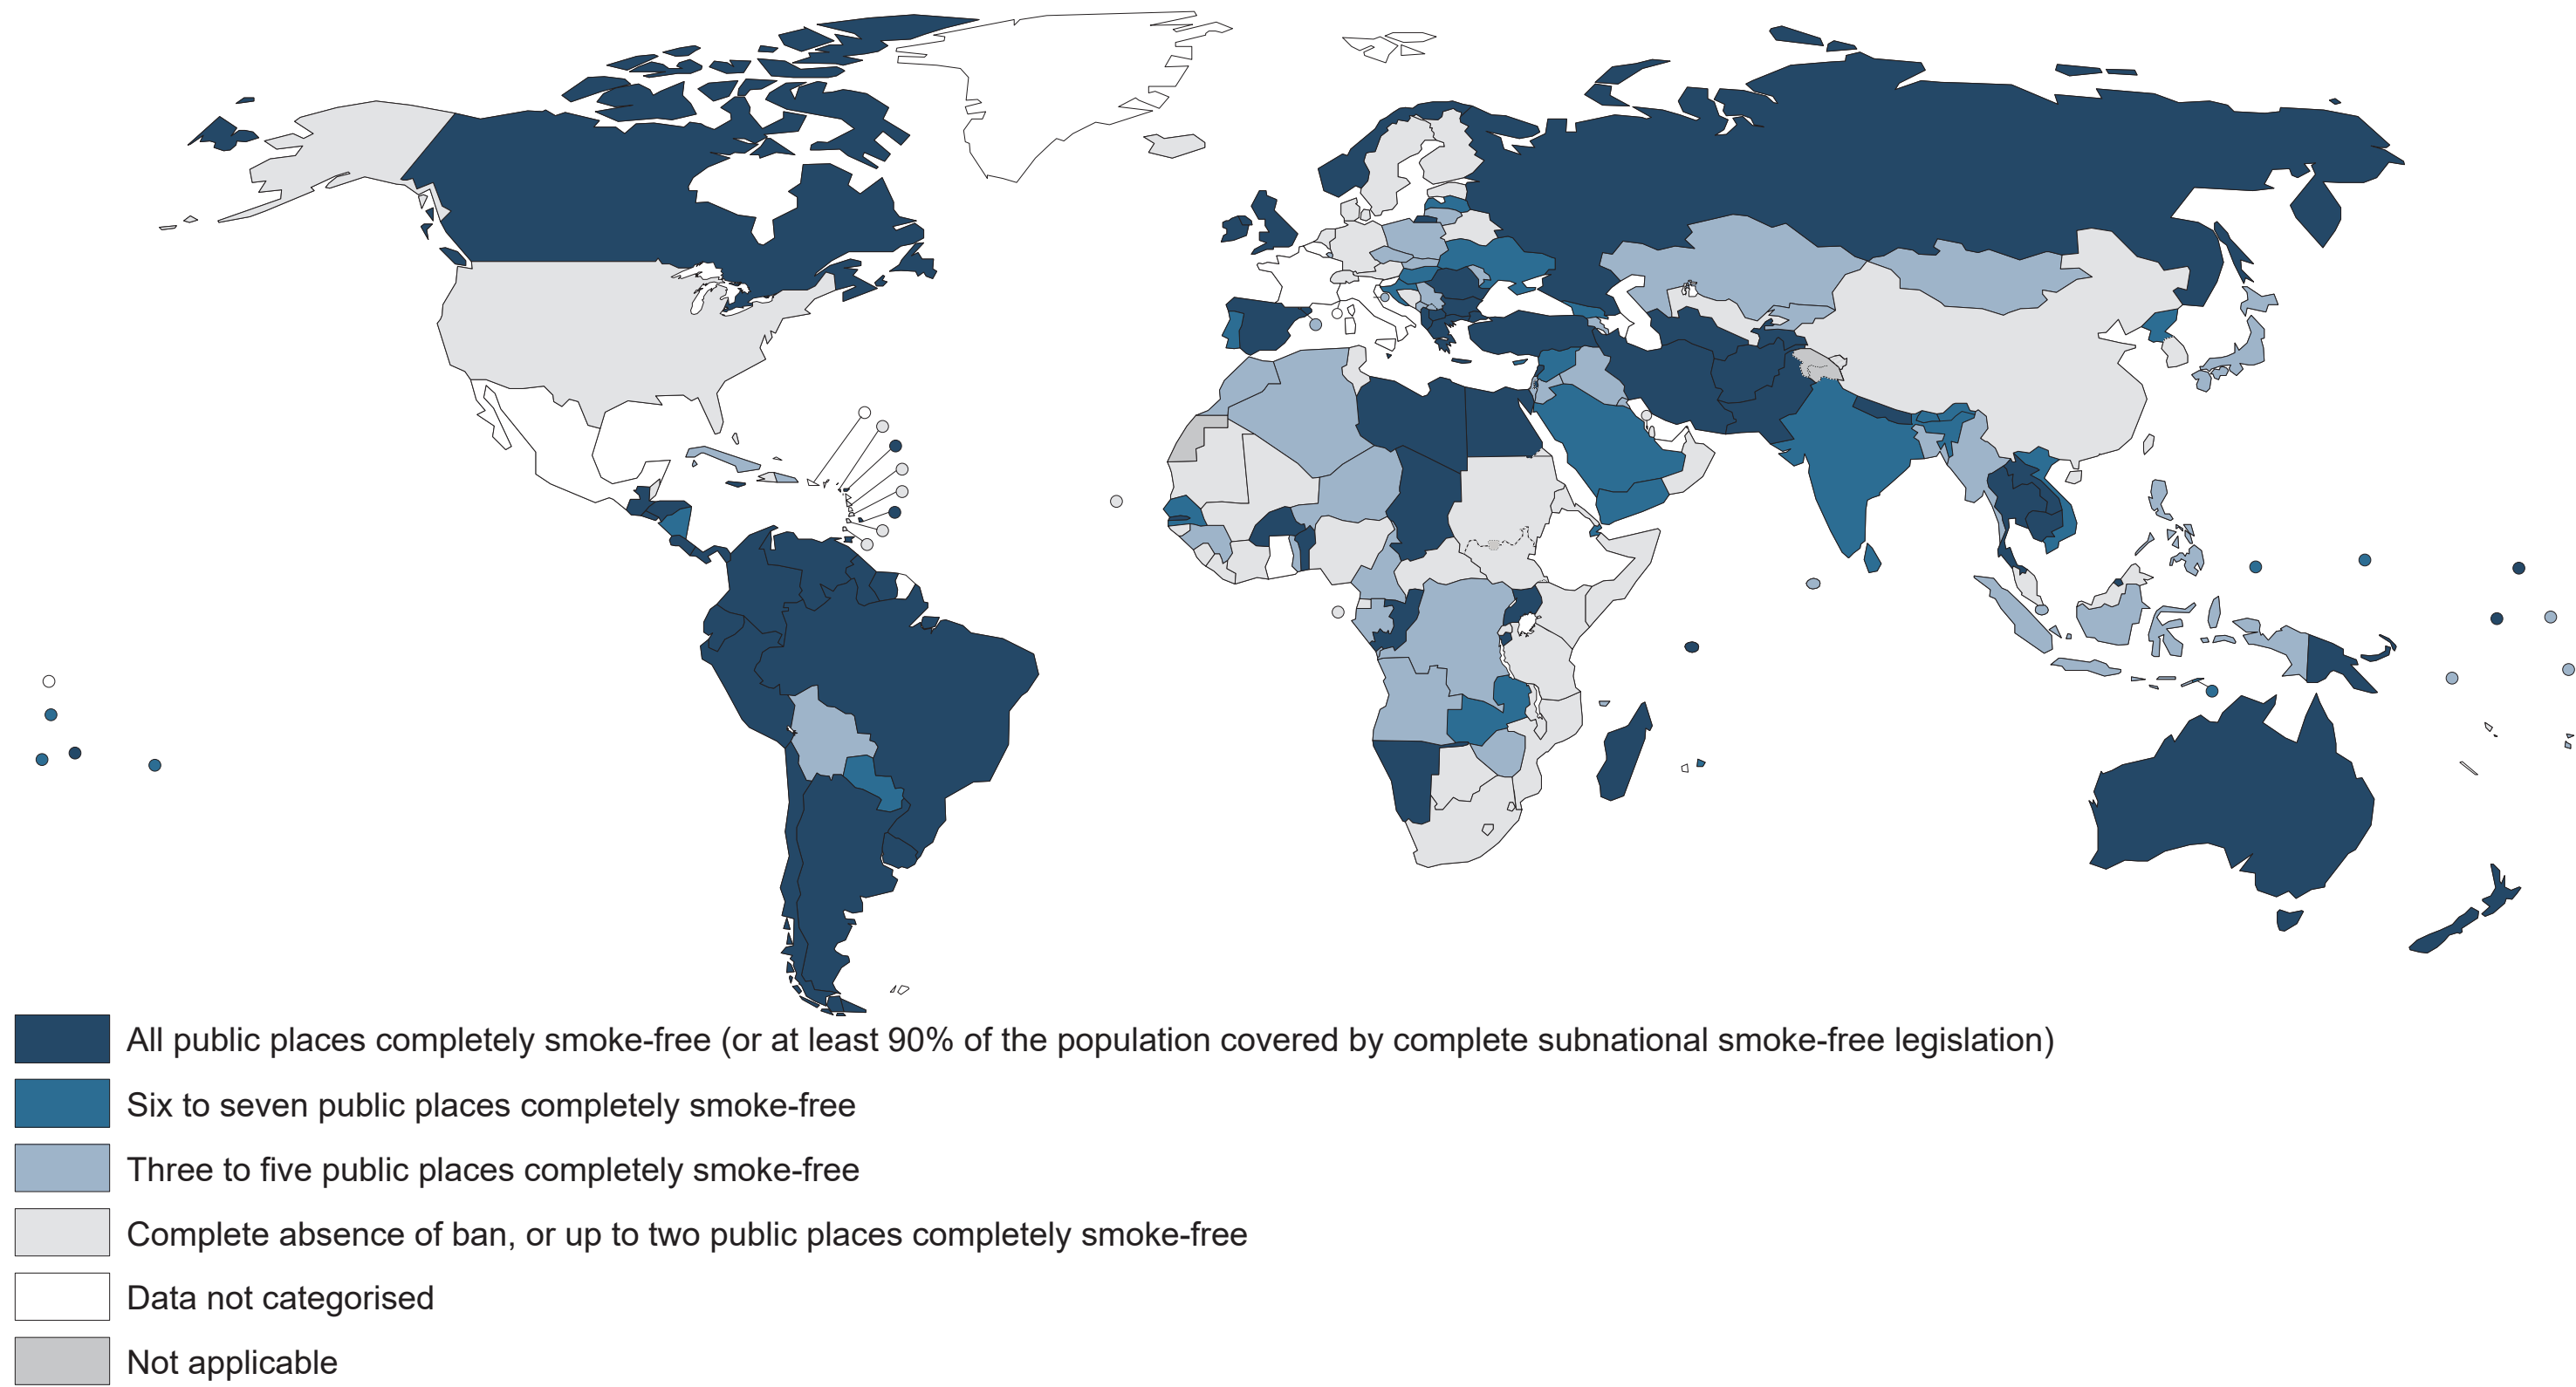 All public places completely smoke-free (or at least 90% of the population covered by complete subnational smoke-free legislation)
Six to seven public places completely smoke-free
Three to five public places completely smoke-free
Complete absence of ban, or up to two public places completely smoke-free
Data not categorised
Not applicable